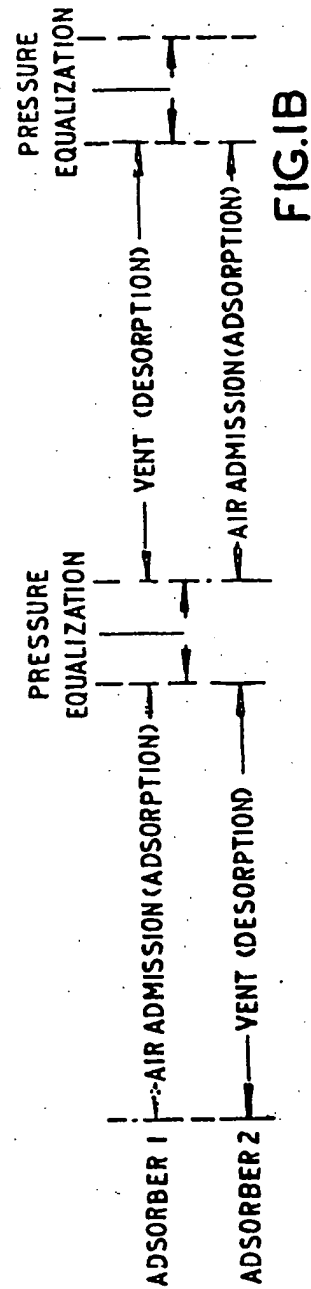 PRESSURE
EQUALIZATION
PRESSURE
EQUALIZATION
ADSORBER 1
AIR ADMISSION(ADSORPTION)
VENT (DESORPTION)
ADSORBER 2
VENT (DESORPTION)
AIR ADMISSION(ADSORPTION)
FIG.1B